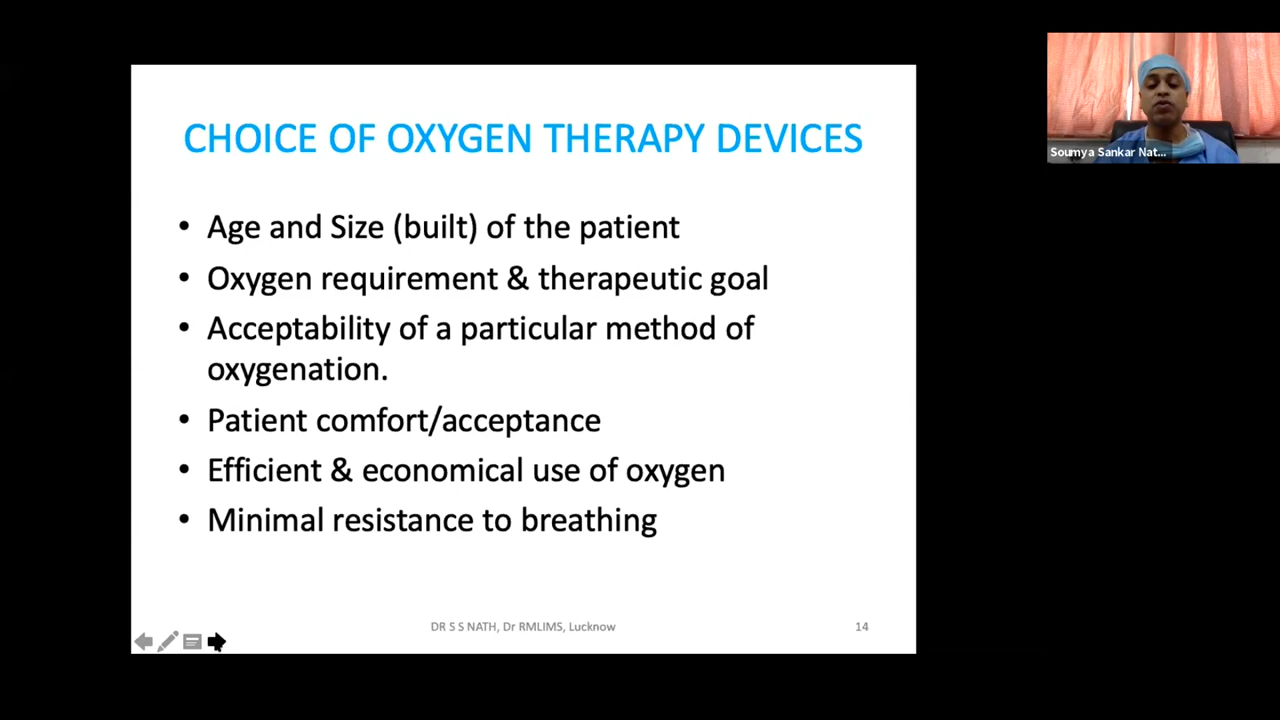 CHOICE OF OXYGEN THERAPY DEVICES
• Age and Size (built) of the patient
• Oxygen requirement & therapeutic goal
• Acceptability of a particular method of
oxygenation.
• Patient comfort/acceptance
• Efficient & economical use of oxygen
• Minimal resistance to breathing
DR S S NATH, Dr RMLIMS, Lucknow
14
Soumya Sankar Nat...